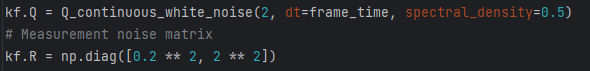 kf.Q = Q_continuous_white_noise(2, dt=frame_time, spectral_density=0.5)
# Measurement noise matrix
kf.R = np.diag([0.2 ** 2, 2 ** 2])